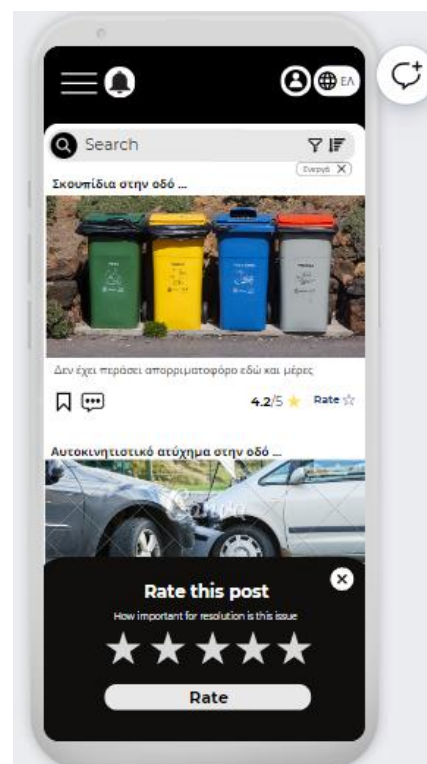 ΕΛ
Search
Ενεργά X
Σκουπίδια στην οδό ...
Δεν έχει περάσει απορριματοφόρο εδώ και μέρες
4.2/5 Rate
Αυτοκινητιστικό ατύχημα στην οδό ...
Canva
Rate this post
How important for resolution is this issue
Rate